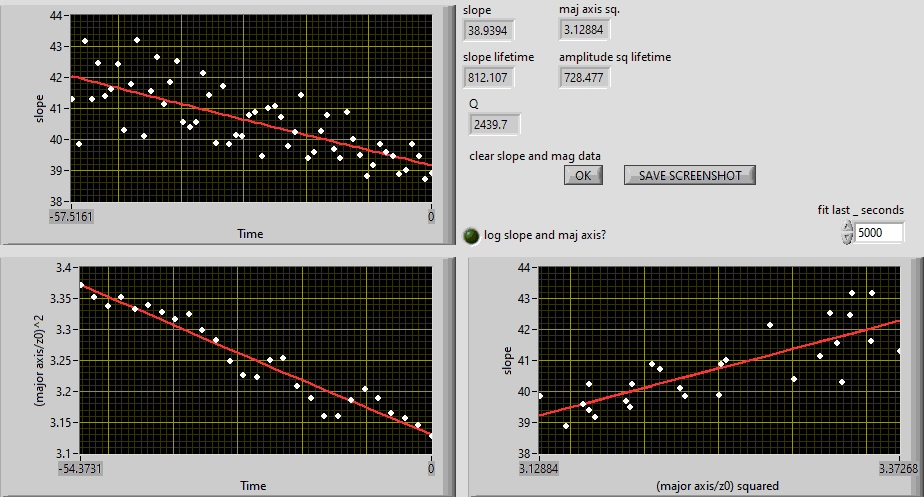 44
43
42
41
40
39
38
slope
-57.5161
0
Time
slope
maj axis sq.
38.9394
3.12884
slope lifetime
amplitude sq lifetime
812.107
728.477
Q
2439.7
clear slope and mag data
OK
SAVE SCREENSHOT
fit last _ seconds
5000
log slope and maj axis?
3.4
3.35
3.3
3.25
3.2
3.15
3.1
(major axis/z0)^2
-54.3731
0
Time
44
43
42
41
40
39
38
slope
3.12884
3.37268
(major axis/z0) squared